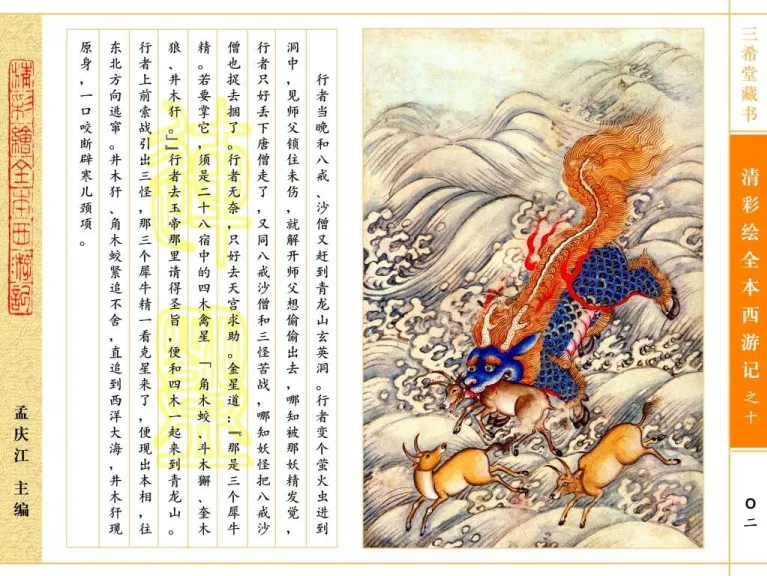 三希堂藏书
清彩绘全本西游记 之十
〇二
行者当晚和八戒、沙僧又赶到青龙山玄英洞。行者变个萤火虫进到
洞中，见师父锁住未伤，就解开师父想偷偷出去，哪知被那妖精发觉，
行者只好丢下唐僧走了，又同八戒沙僧和三怪苦战，哪知妖怪把八戒沙
僧也捉去捆了。行者无奈，只好去天宫求助。金星道：『那是三个犀牛
精。若要拿它，须是二十八宿中的四木禽星「角木蛟、斗木獬、奎木
狼、井木犴。」』行者去玉帝那里请得圣旨，便和四木一起来到青龙山。
行者上前索战引出三怪，那三个犀牛精一看克星来了，便现出本相，往
东北方向逃窜。井木犴、角木蛟紧追不舍，直追到西洋大海，井木犴现
原身，一口咬断辟寒儿颈项。
清彩繪全本西游記
孟庆江 主编